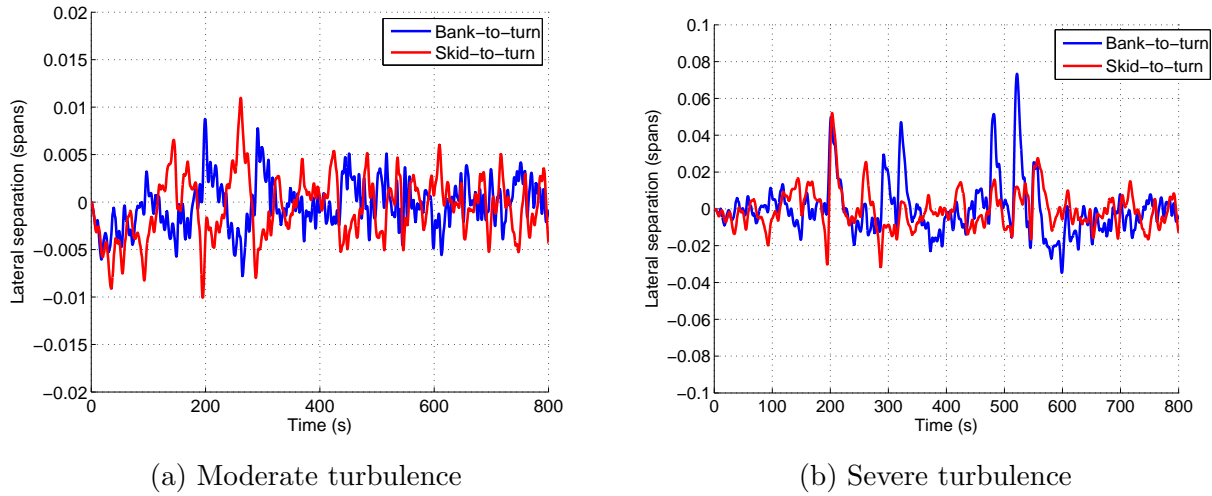 0.02
0.015
0.01
0.005
0
−0.005
−0.01
−0.015
−0.02
Lateral separation (spans)
0 200 400 600 800
Time (s)
Bank−to−turn
Skid−to−turn
(a) Moderate turbulence
0.1
0.08
0.06
0.04
0.02
0
−0.02
−0.04
−0.06
−0.08
−0.1
Lateral separation (spans)
0 100 200 300 400 500 600 700 800
Time (s)
Bank−to−turn
Skid−to−turn
(b) Severe turbulence